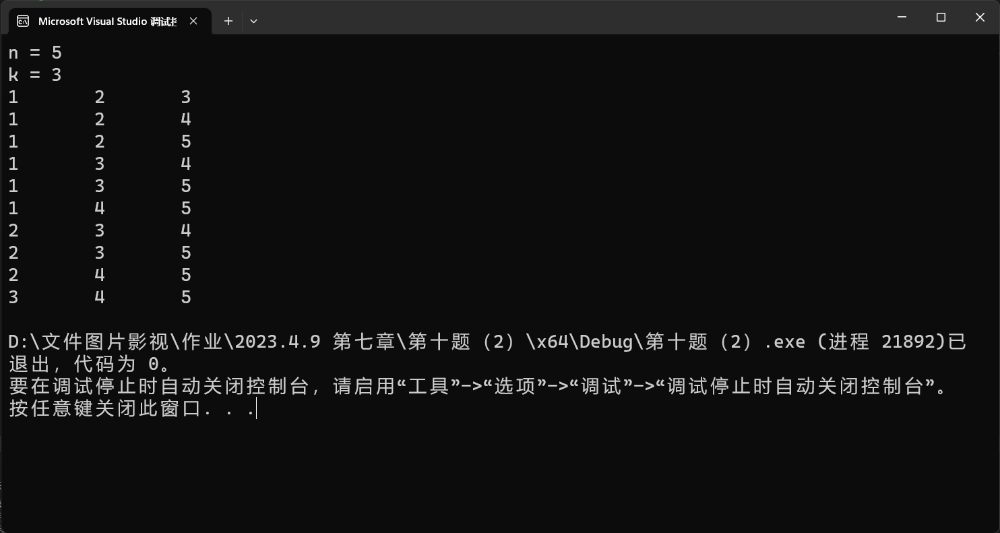 Microsoft Visual Studio 调试
n = 5
k = 3
1 2 3
1 2 4
1 2 5
1 3 4
1 3 5
1 4 5
2 3 4
2 3 5
2 4 5
3 4 5
D:\文件图片影视\作业\2023.4.9 第七章\第十题（2）\x64\Debug\第十题（2）.exe (进程 21892)已
退出，代码为 0。
要在调试停止时自动关闭控制台，请启用“工具”->“选项”->“调试”->“调试停止时自动关闭控制台”。
按任意键关闭此窗口. . .